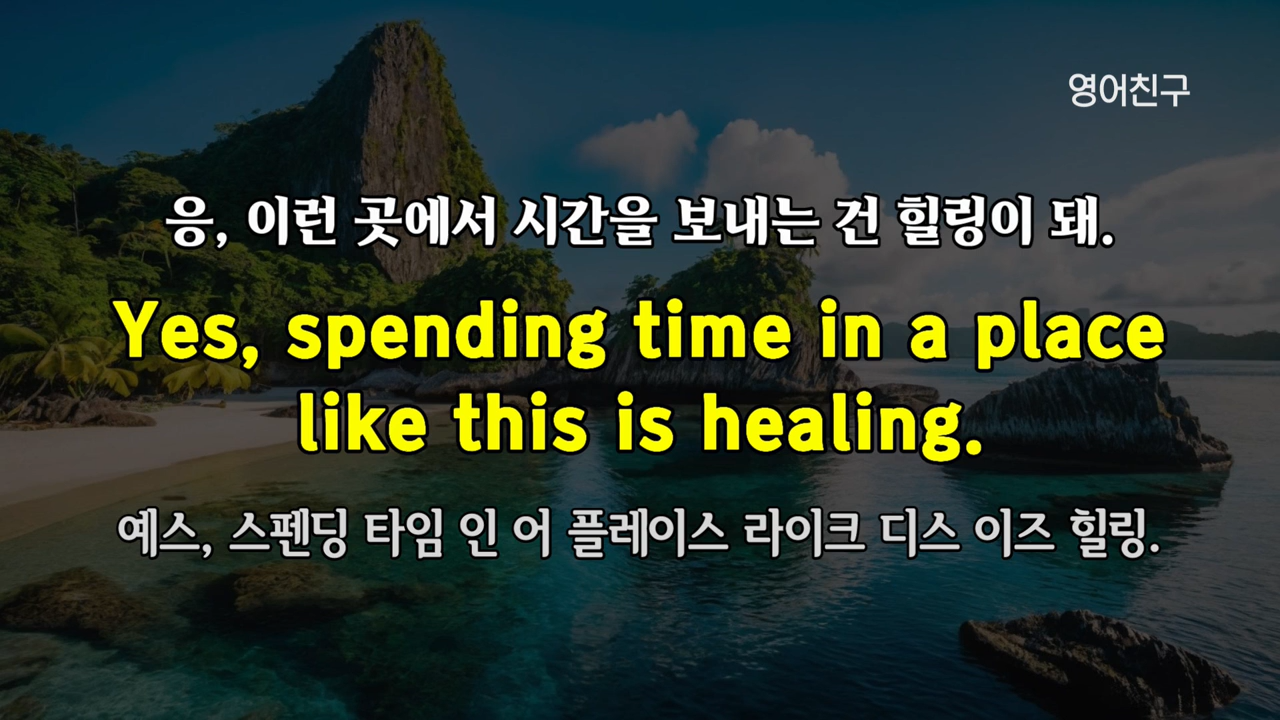 영어친구
응, 이런 곳에서 시간을 보내는 건 힐링이 돼.
Yes, spending time in a place
like this is healing.
예스, 스펜딩 타임 인 어 플레이스 라이크 디스 이즈 힐링.